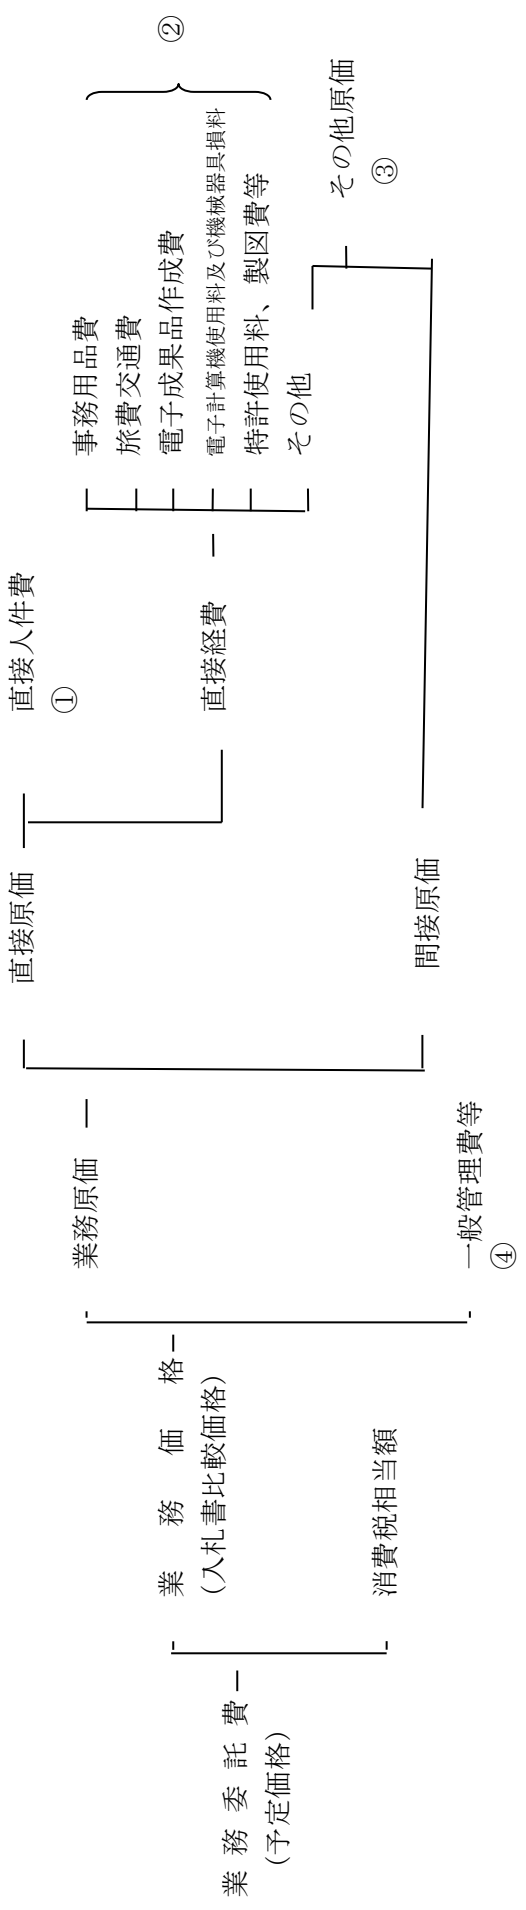 業 務 委 託 費
(予定価格)
業 務 価 格
(入札書比較価格)
消費税相当額
業務原価
一般管理費等
④
直接原価
間接原価
直接人件費
①
直接経費
事務用品費
旅費交通費
電子成果品作成費
電子計算機使用料及び機械器具損料
特許使用料、製図費等
その他
②
その他原価
③